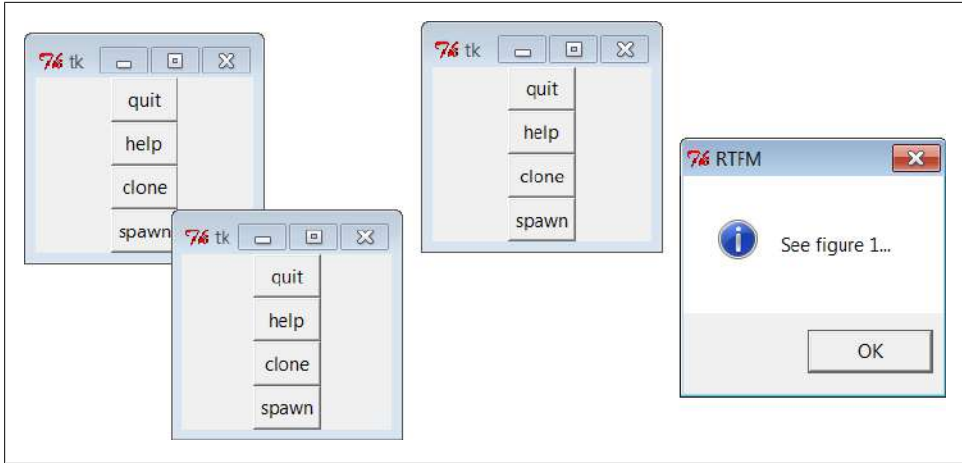 tk
quit
help
clone
spawn
tk
quit
help
clone
spawn
tk
quit
help
clone
spawn
RTFM
See figure 1...
OK